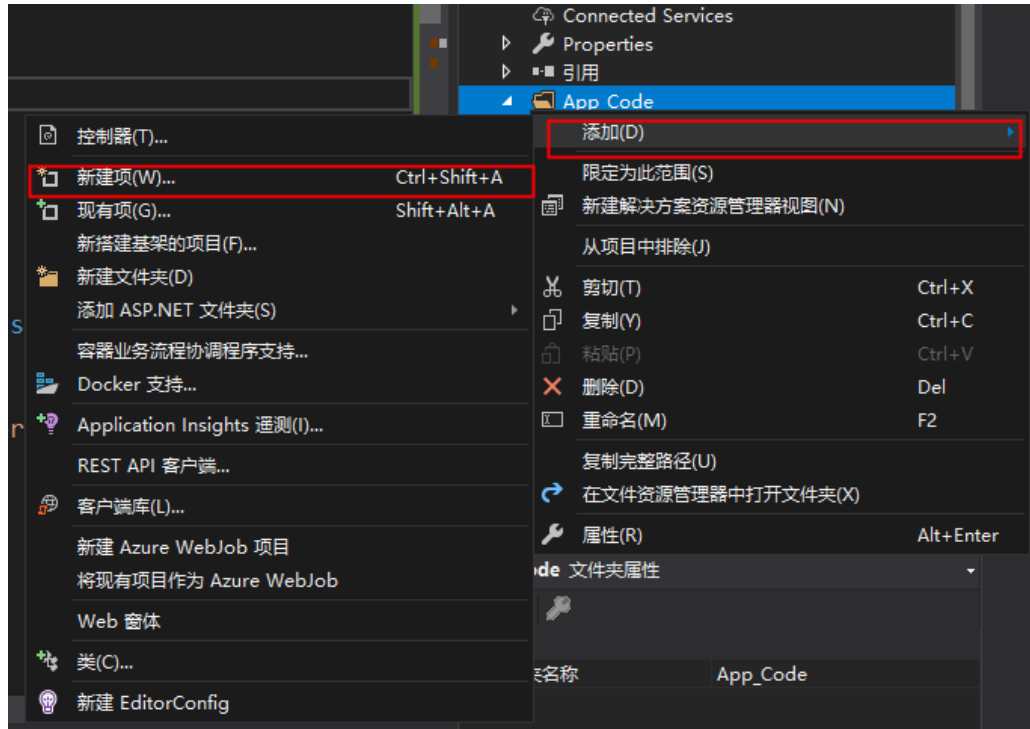 Connected Services
Properties
引用
App Code
添加(D)
限定为此范围(S)
新建解决方案资源管理器视图(N)
从项目中排除(J)
剪切(T) Ctrl+X
复制(Y) Ctrl+C
粘贴(P) Ctrl+V
删除(D) Del
重命名(M) F2
复制完整路径(U)
在文件资源管理器中打开文件夹(X)
属性(R) Alt+Enter
控制器(T)...
新建项(W)... Ctrl+Shift+A
现有项(G)... Shift+Alt+A
新搭建基架的项目(F)...
新建文件夹(D)
添加 ASP.NET 文件夹(S)
容器业务流程协调程序支持...
Docker 支持...
Application Insights 遥测(I)...
REST API 客户端...
客户端库(L)...
新建 Azure WebJob 项目
将现有项目作为 Azure WebJob
Web 窗体
类(C)...
新建 EditorConfig
s
r
ode 文件夹属性
夹名称 App_Code